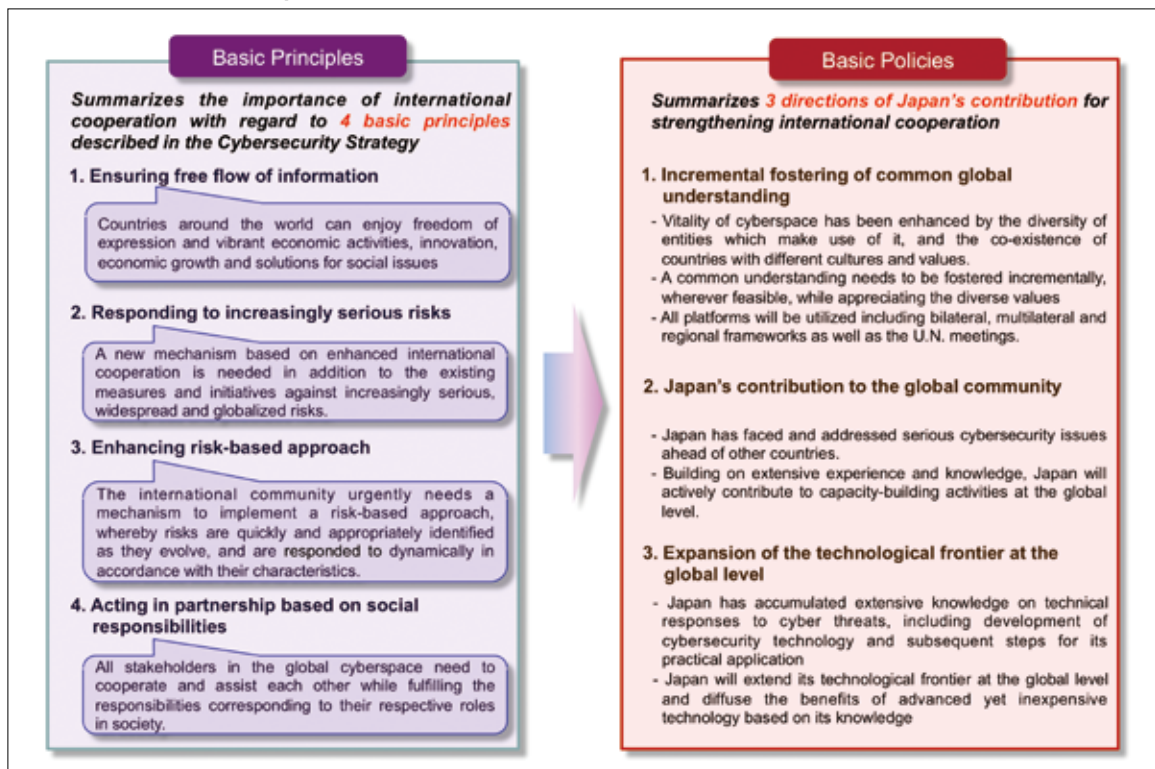 Basic Principles
Summarizes the importance of international
cooperation with regard to 4 basic principles
described in the Cybersecurity Strategy
1. Ensuring free flow of information
Countries around the world can enjoy freedom of
expression and vibrant economic activities, innovation,
economic growth and solutions for social issues
2. Responding to increasingly serious risks
A new mechanism based on enhanced international
cooperation is needed in addition to the existing
measures and initiatives against increasingly serious,
widespread and globalized risks.
3. Enhancing risk-based approach
The international community urgently needs a
mechanism to implement a risk-based approach,
whereby risks are quickly and appropriately identified
as they evolve, and are responded to dynamically in
accordance with their characteristics.
4. Acting in partnership based on social
responsibilities
All stakeholders in the global cyberspace need to
cooperate and assist each other while fulfilling the
responsibilities corresponding to their respective roles
in society.
Basic Policies
Summarizes 3 directions of Japan's contribution for
strengthening international cooperation
1. Incremental fostering of common global
understanding
- Vitality of cyberspace has been enhanced by the diversity of
entities which make use of it, and the co-existence of
countries with different cultures and values.
- A common understanding needs to be fostered incrementally,
wherever feasible, while appreciating the diverse values
- All platforms will be utilized including bilateral, multilateral and
regional frameworks as well as the U.N. meetings.
2. Japan's contribution to the global community
- Japan has faced and addressed serious cybersecurity issues
ahead of other countries.
- Building on extensive experience and knowledge, Japan will
actively contribute to capacity-building activities at the global
level.
3. Expansion of the technological frontier at the
global level
- Japan has accumulated extensive knowledge on technical
responses to cyber threats, including development of
cybersecurity technology and subsequent steps for its
practical application
- Japan will extend its technological frontier at the global level
and diffuse the benefits of advanced yet inexpensive
technology based on its knowledge